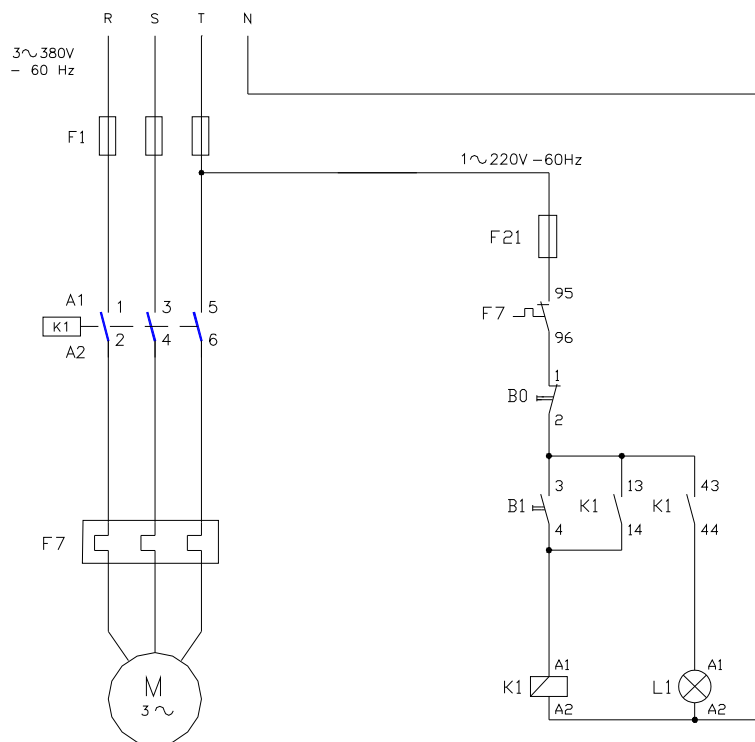 R S T N
3~380V
- 60 Hz
F1
1~220V-60Hz
F21
95
F7
96
A1 1 3 5
K1
A2 2 4 6
1
B0
2
3 13 43
B1 K1 K1
4 14 44
F7
A1 A1
K1 L1
A2 A2
M
3~